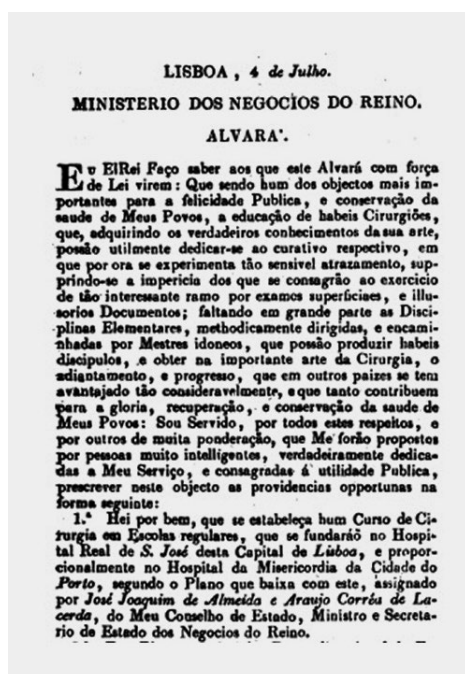 LISBOA, 4 de Julho.
MINISTERIO DOS NEGOCIOS DO REINO.
ALVARA'.
EU ElRei Faço saber aos que este Alvará com força
de Lei virem: Que sendo hum dos objectos mais im-
portantes para a felicidade Publica, e conservação da
saude de Meus Povos, a educação de habeis Cirurgiões,
que, adquirindo os verdadeiros conhecimentos da sua arte,
possão utilmente dedicar-se ao curativo respectivo, em
que por ora se experimenta tão sensivel atrazamento, sup-
prindo-se a impericia dos que se consagrão ao exercicio
de tão interessante ramo por exames superficiaes, e illu-
sorios Documentos; faltando em grande parte as Disci-
plinas Elementares, methodicamente dirigidas, e encami-
nhadas por Mestres idoneos, que possão produzir habeis
discipulos, e obter na importante arte da Cirurgia, o
adiantamento, e progresso, que em outros paizes se tem
avantajado tão consideravelmente, e que tanto contribuem
para a gloria, recuperação, e conservação da saude de
Meus Povos: Sou Servido, por todos estes respeitos, e
por outros de muita ponderação, que Me forão propostos
por pessoas muito intelligentes, verdadeiramente dedica-
das a Meu Serviço, e consagradas á utilidade Publica,
prescrever neste objecto as providencias opportunas na
forma seguinte:
1.ª Hei por bem, que se estabeleça hum Curso de Ci-
rurgia em Escolas regulares, que se fundaráõ no Hospi-
tal Real de S. José desta Capital de Lisboa, e propor-
cionalmente no Hospital da Misericordia da Cidade do
Porto, segundo o Plano que baixa com este, assignado
por José Joaquim de Almeida e Araujo Corrêa de La-
cerda, do Meu Conselho de Estado, Ministro e Secreta-
rio de Estado dos Negocios do Reino.